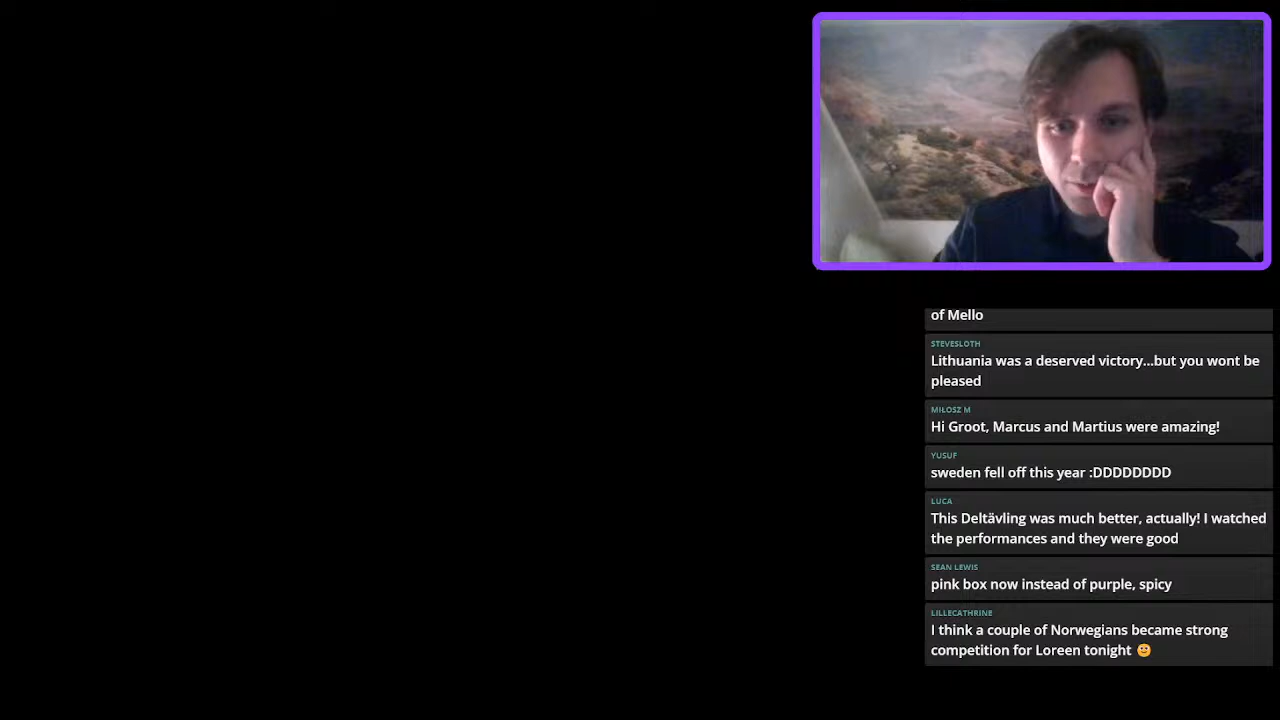 of Mello
STEVESLOTH
Lithuania was a deserved victory...but you wont be
pleased
MIŁOSZ M
Hi Groot, Marcus and Martius were amazing!
YUSUF
sweden fell off this year :DDDDDDDD
LUCA
This Deltävling was much better, actually! I watched
the performances and they were good
SEAN LEWIS
pink box now instead of purple, spicy
LILLECATHRINE
I think a couple of Norwegians became strong
competition for Loreen tonight 🙂